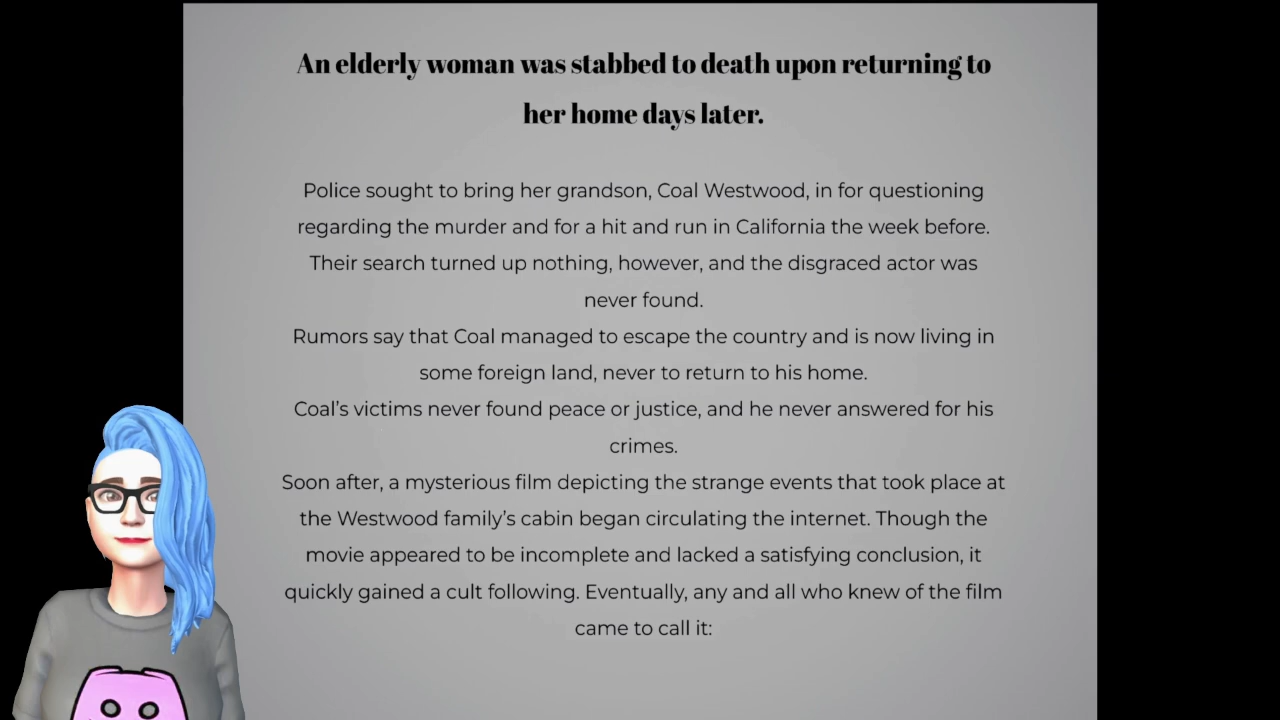 An elderly woman was stabbed to death upon returning to
her home days later.
Police sought to bring her grandson, Coal Westwood, in for questioning
regarding the murder and for a hit and run in California the week before.
Their search turned up nothing, however, and the disgraced actor was
never found.
Rumors say that Coal managed to escape the country and is now living in
some foreign land, never to return to his home.
Coal’s victims never found peace or justice, and he never answered for his
crimes.
Soon after, a mysterious film depicting the strange events that took place at
the Westwood family’s cabin began circulating the internet. Though the
movie appeared to be incomplete and lacked a satisfying conclusion, it
quickly gained a cult following. Eventually, any and all who knew of the film
came to call it: